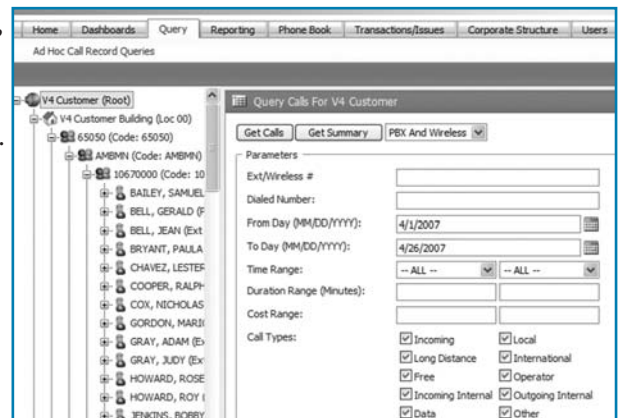 Home Dashboards Query Reporting Phone Book Transactions/Issues Corporate Structure Users
Ad Hoc Call Record Queries
V4 Customer (Root)
V4 Customer Building (Loc 00)
65050 (Code: 65050)
AMBMN (Code: AMBMN)
10670000 (Code: 10
BAILEY, SAMUEL
BELL, GERALD (F
BELL, JEAN (Ext
BRYANT, PAULA
CHAVEZ, LESTER
COOPER, RALPH
COX, NICHOLAS
GORDON, MARI
GRAY, ADAM (E
GRAY, JUDY (Ex
HOWARD, ROSE
HOWARD, ROY (
JENKINS, BOBBY
Query Calls For V4 Customer
Get Calls Get Summary PBX And Wireless
Parameters
Ext/Wireless #
Dialed Number:
From Day (MM/DD/YYYY): 4/1/2007
To Day (MM/DD/YYYY): 4/26/2007
Time Range: -- ALL -- -- ALL --
Duration Range (Minutes):
Cost Range:
Call Types: Incoming Local
Long Distance International
Free Operator
Incoming Internal Outgoing Internal
Data Other